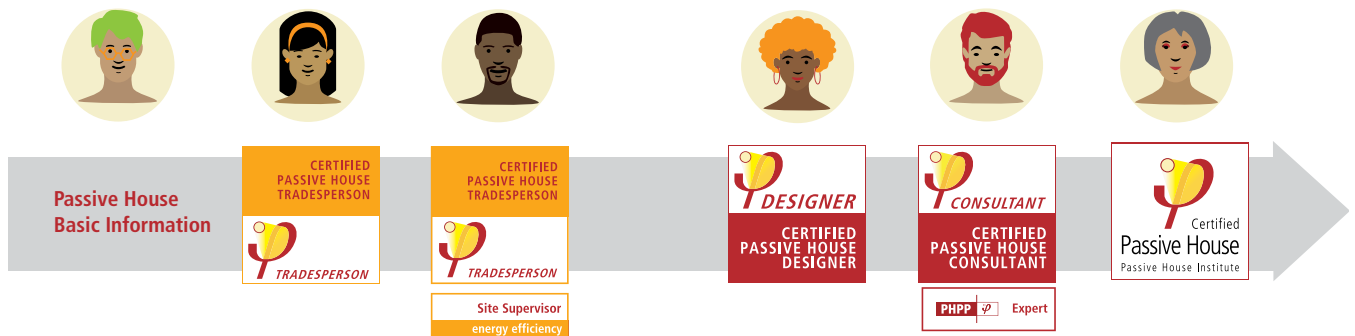 Passive House
Basic Information
CERTIFIED
PASSIVE HOUSE
TRADESPERSON
TRADESPERSON
CERTIFIED
PASSIVE HOUSE
TRADESPERSON
TRADESPERSON
Site Supervisor
energy efficiency
DESIGNER
CERTIFIED
PASSIVE HOUSE
DESIGNER
CONSULTANT
CERTIFIED
PASSIVE HOUSE
CONSULTANT
PHPP φ Expert
Certified
Passive House
Passive House Institute